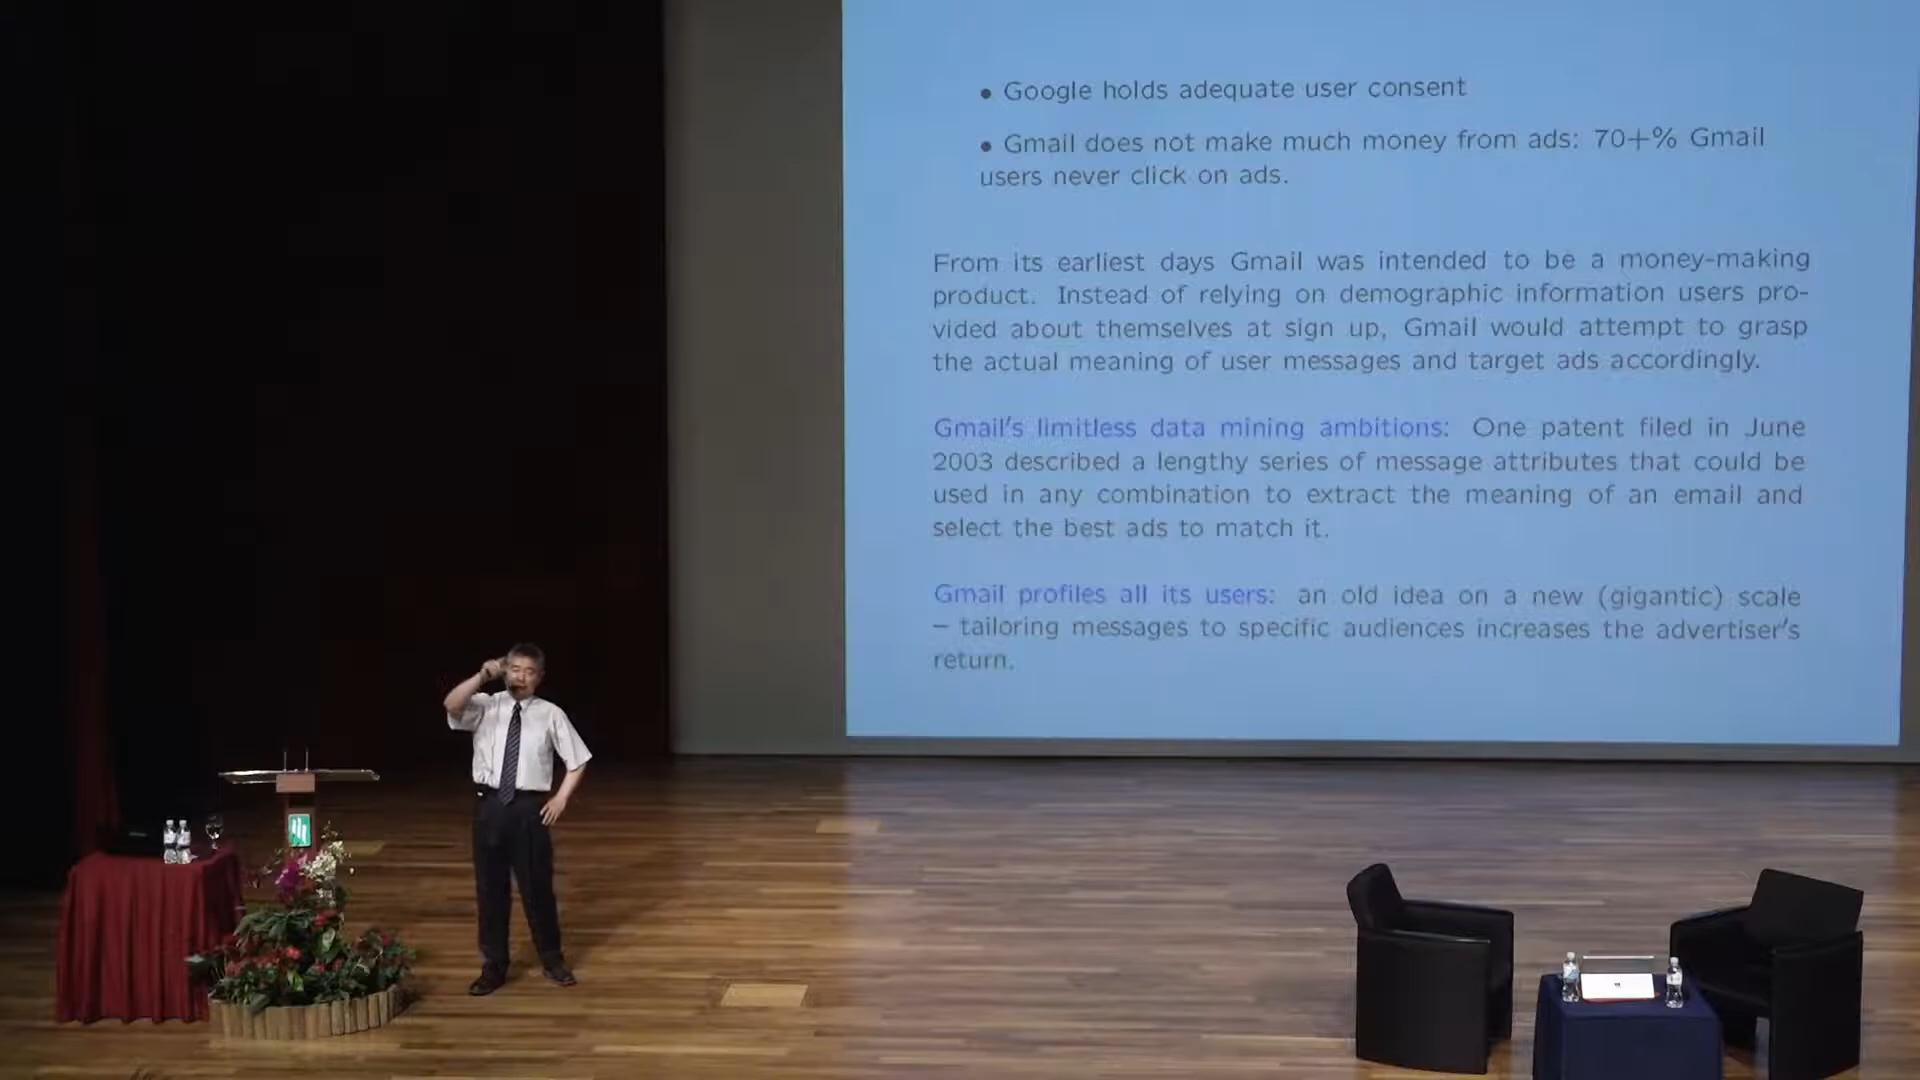 • Google holds adequate user consent
• Gmail does not make much money from ads: 70+% Gmail
users never click on ads.
From its earliest days Gmail was intended to be a money-making
product. Instead of relying on demographic information users pro-
vided about themselves at sign up, Gmail would attempt to grasp
the actual meaning of user messages and target ads accordingly.
Gmail's limitless data mining ambitions: One patent filed in June
2003 described a lengthy series of message attributes that could be
used in any combination to extract the meaning of an email and
select the best ads to match it.
Gmail profiles all its users: an old idea on a new (gigantic) scale
– tailoring messages to specific audiences increases the advertiser's
return.